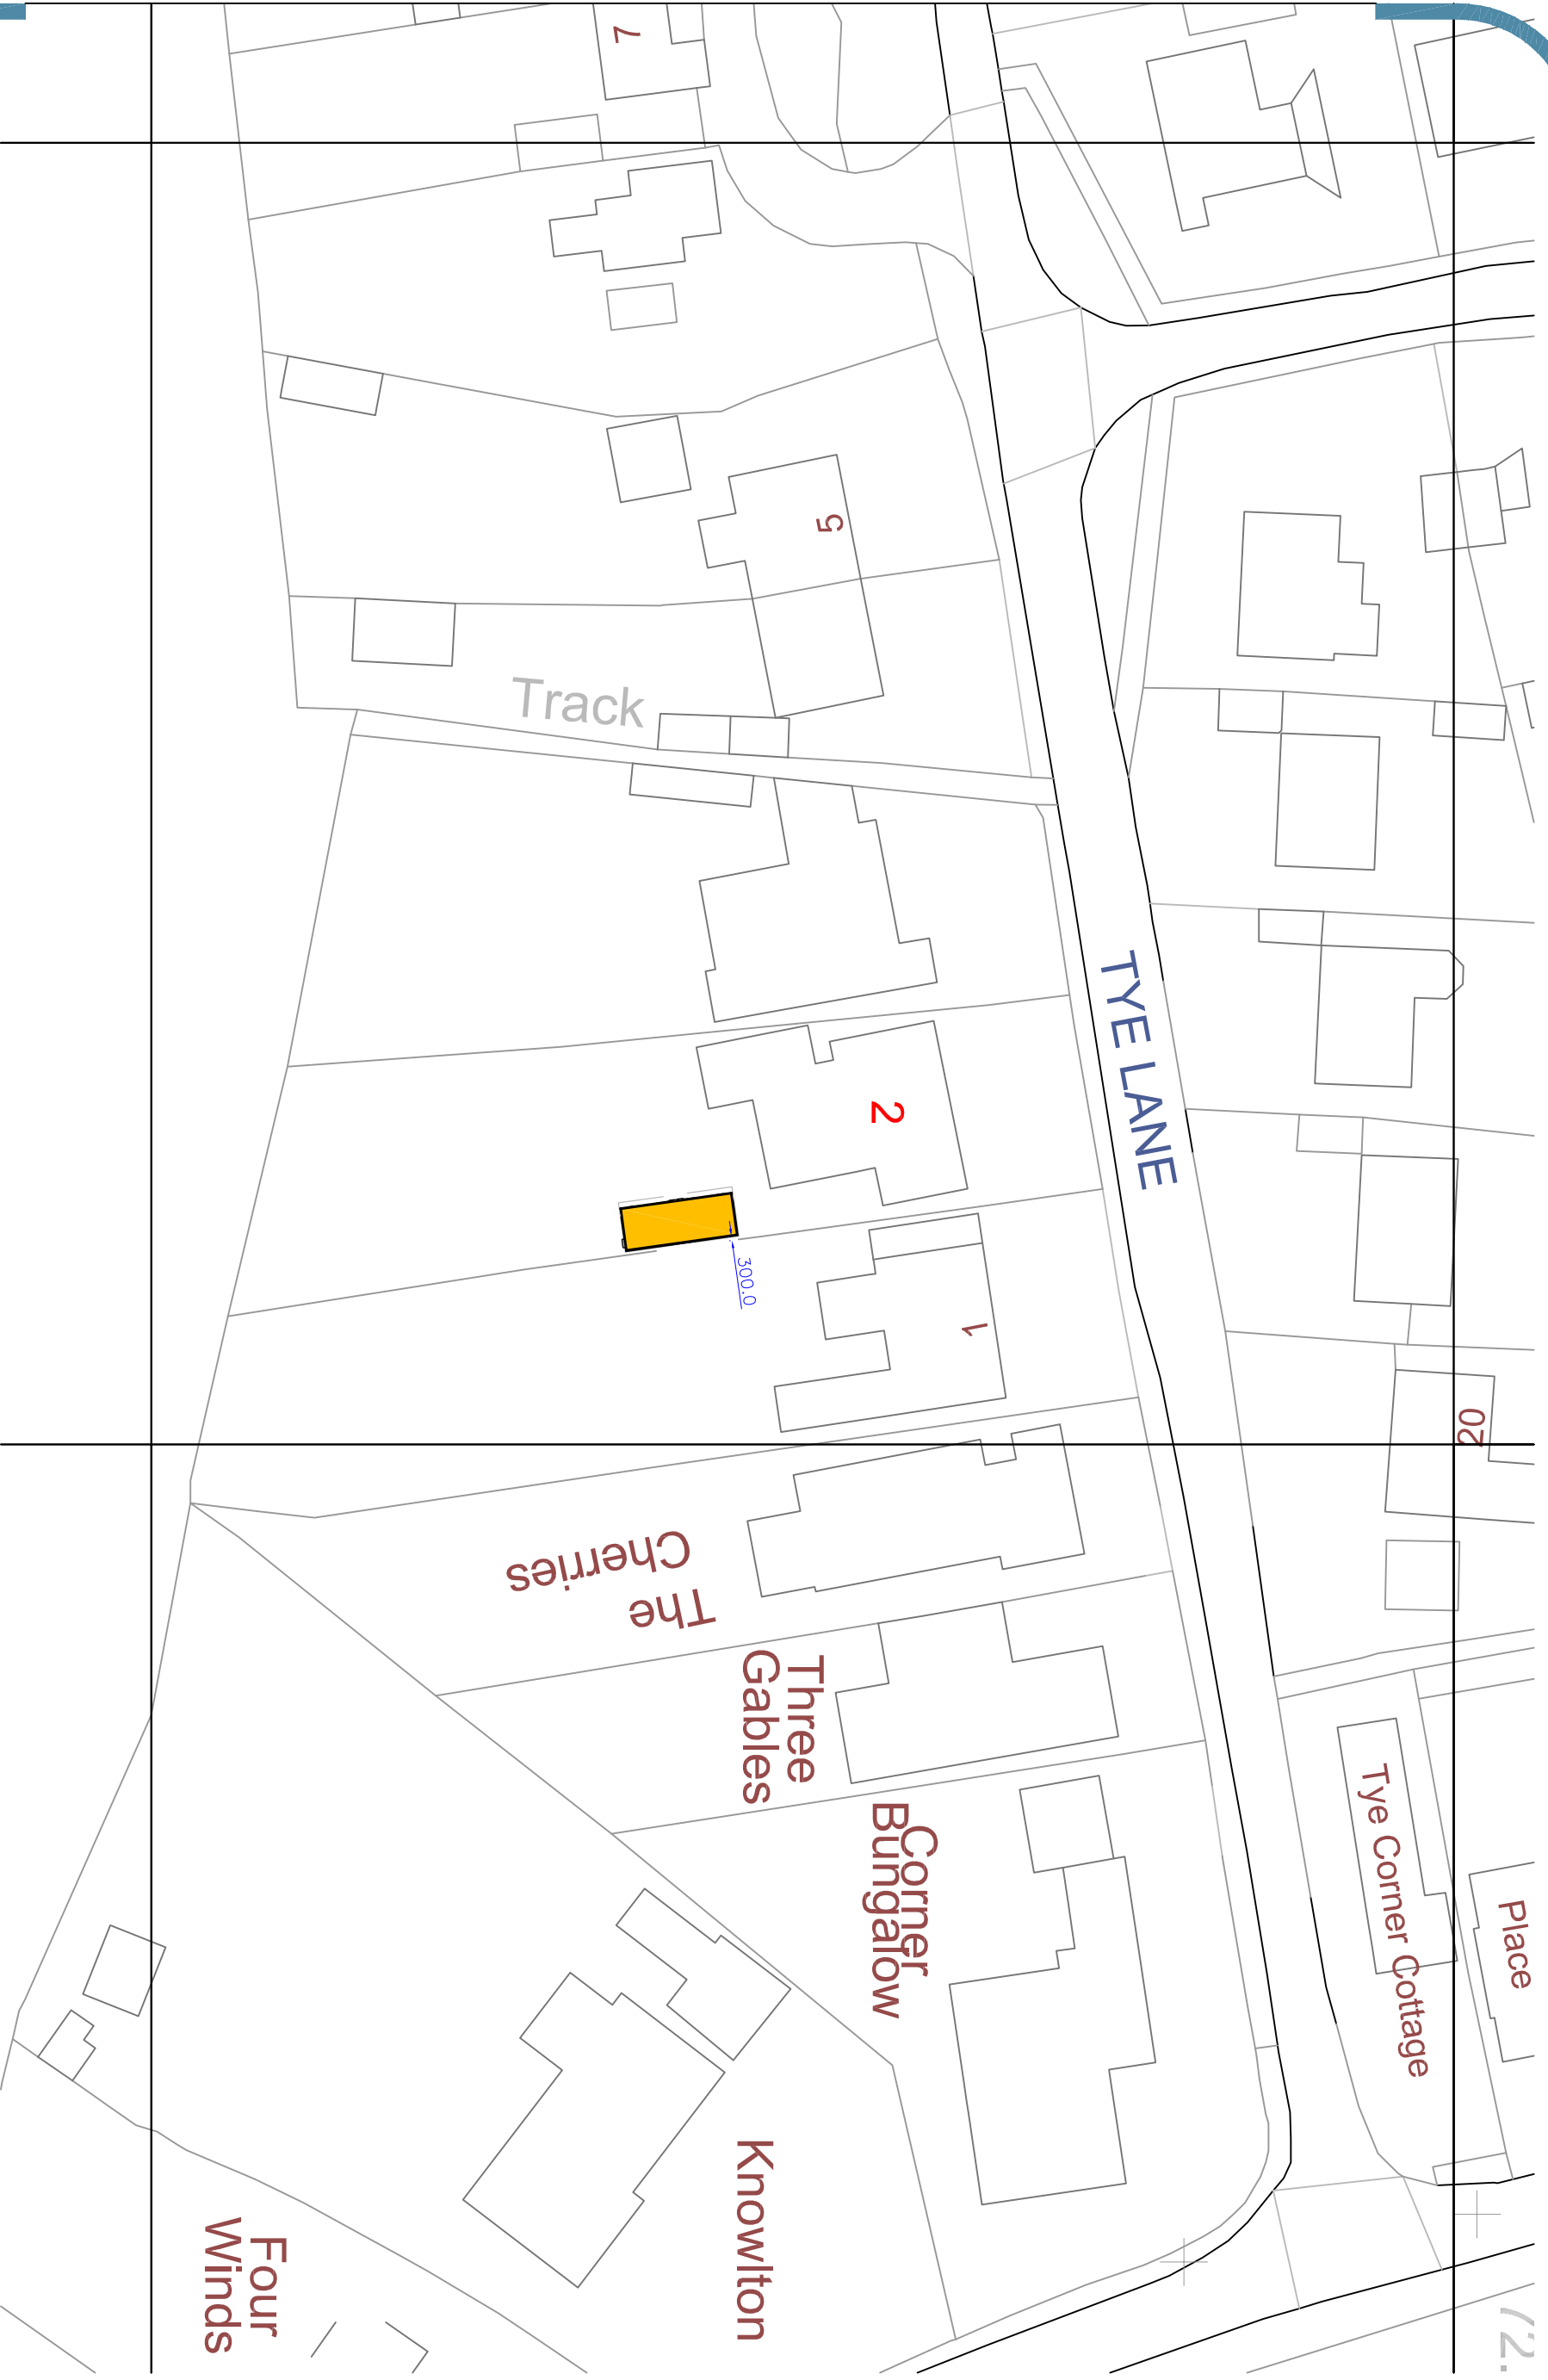 7
5
Track
TYE LANE
2
300.0
1
20
The
Cherries
Three
Gables
Corner
Bungalow
Tye Corner Cottage
Place
Knowlton
Four
Winds
72.